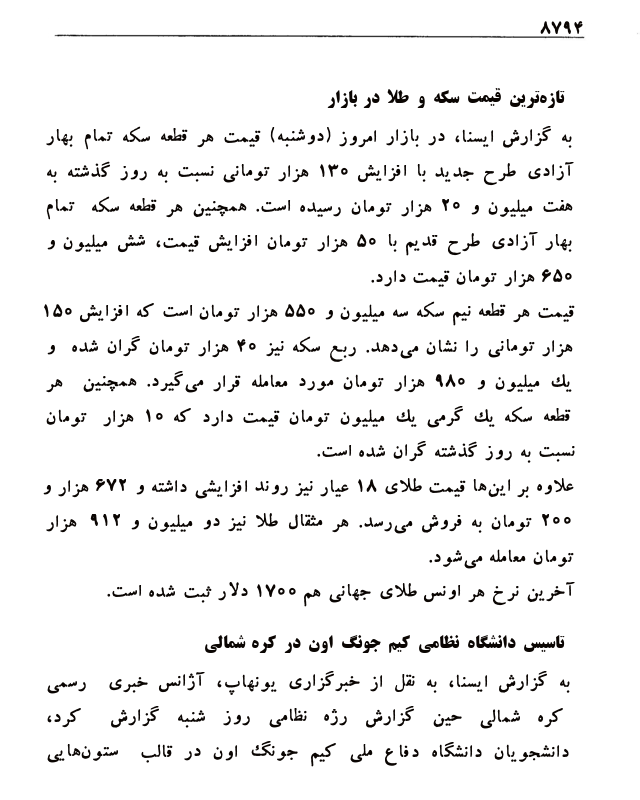 ۸۷۹۴
تازه‌ترین قیمت سکه و طلا در بازار
به گزارش ایسنا، در بازار امروز (دوشنبه) قیمت هر قطعه سکه تمام بهار
آزادی طرح جدید با افزایش ۱۳۰ هزار تومانی نسبت به روز گذشته به
هفت میلیون و ۲۰ هزار تومان رسیده است. همچنین هر قطعه سکه تمام
بهار آزادی طرح قدیم با ۵۰ هزار تومان افزایش قیمت، شش میلیون و
۶۵۰ هزار تومان قیمت دارد.
قیمت هر قطعه نیم سکه سه میلیون و ۵۵۰ هزار تومان است که افزایش ۱۵۰
هزار تومانی را نشان می‌دهد. ربع سکه نیز ۴۰ هزار تومان گران شده و
یك میلیون و ۹۸۰ هزار تومان مورد معامله قرار می‌گیرد. همچنین هر
قطعه سکه یك گرمی یك میلیون تومان قیمت دارد که ۱۰ هزار تومان
نسبت به روز گذشته گران شده است.
علاوه بر این‌ها قیمت طلای ۱۸ عیار نیز روند افزایشی داشته و ۶۷۲ هزار و
۲۰۰ تومان به فروش می‌رسد. هر مثقال طلا نیز دو میلیون و ۹۱۲ هزار
تومان معامله می‌شود.
آخرین نرخ هر اونس طلای جهانی هم ۱۷۰۰ دلار ثبت شده است.
تاسیس دانشگاه نظامی کیم جونگ اون در کره شمالی
به گزارش ایسنا، به نقل از خبرگزاری یونهاپ، آژانس خبری رسمی
کره شمالی حین گزارش رژه نظامی روز شنبه گزارش کرد،
دانشجویان دانشگاه دفاع ملی کیم جونگ اون در قالب ستون‌هایی